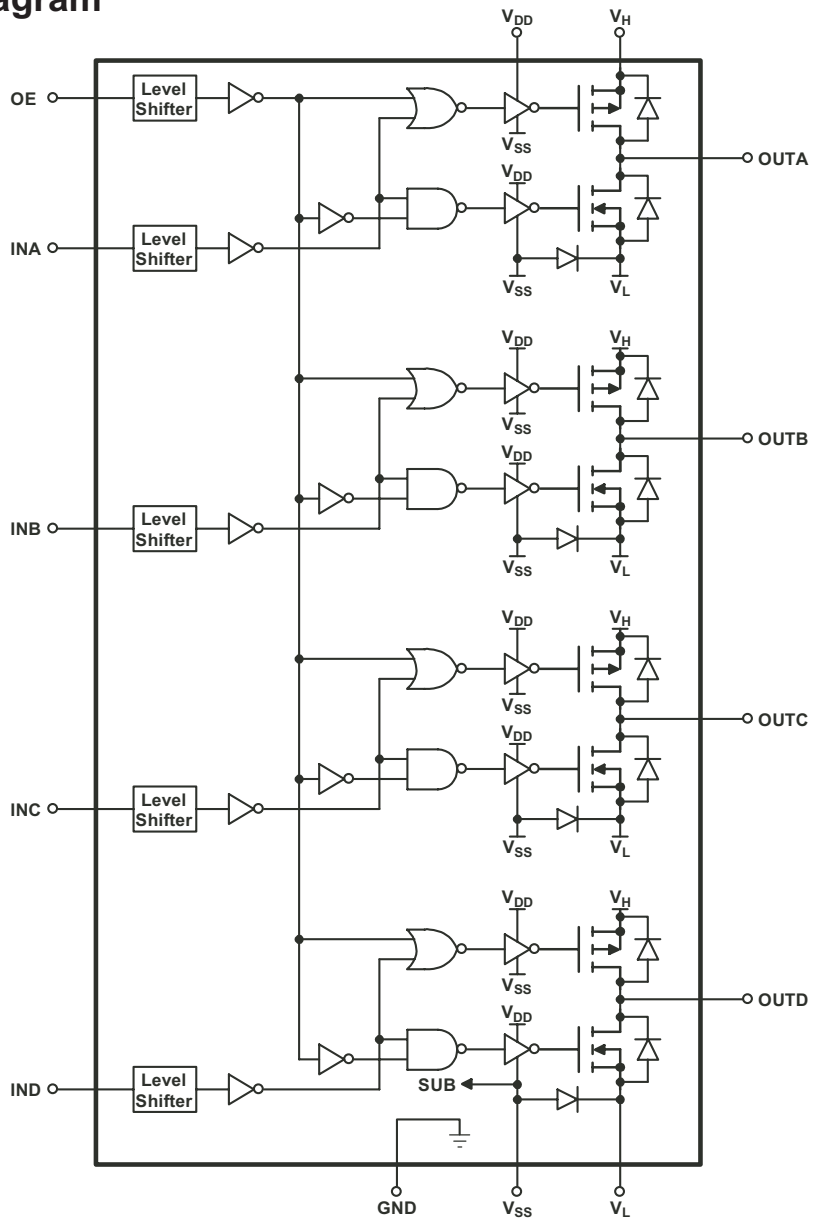 agram
VDD
VH
OE
Level
Shifter
VSS
OUTA
VDD
INA
Level
Shifter
VSS
VL
VDD
VH
VSS
OUTB
VDD
INB
Level
Shifter
VSS
VL
VDD
VH
VSS
OUTC
VDD
INC
Level
Shifter
VSS
VL
VDD
VH
VSS
OUTD
VDD
SUB
IND
Level
Shifter
GND
VSS
VL